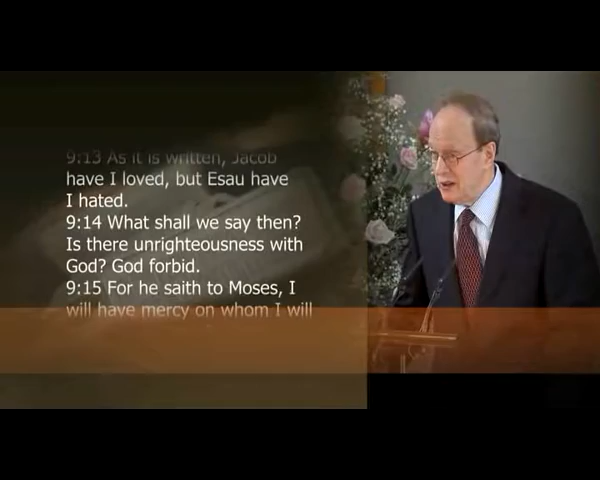 9:13 As it is written, Jacob
have I loved, but Esau have
I hated.
9:14 What shall we say then?
Is there unrighteousness with
God? God forbid.
9:15 For he saith to Moses, I
will have mercy on whom I will